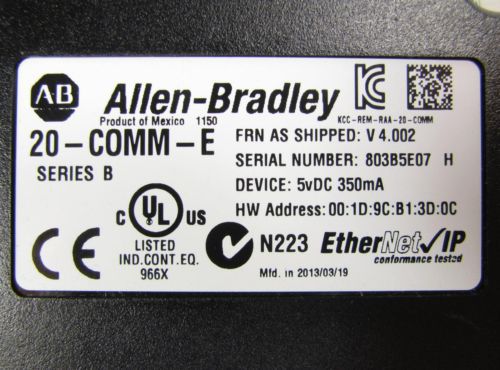 AB Allen-Bradley
Product of Mexico 1150
KCC-REM-RAA-20-COMM
20-COMM-E
FRN AS SHIPPED: V 4.002
SERIES B
SERIAL NUMBER: 803B5E07 H
DEVICE: 5vDC 350mA
HW Address: 00:1D:9C:B1:3D:0C
C UL US
LISTED
IND.CONT.EQ.
966X
CE
N223
EtherNet/IP
conformance tested
Mfd. in 2013/03/19